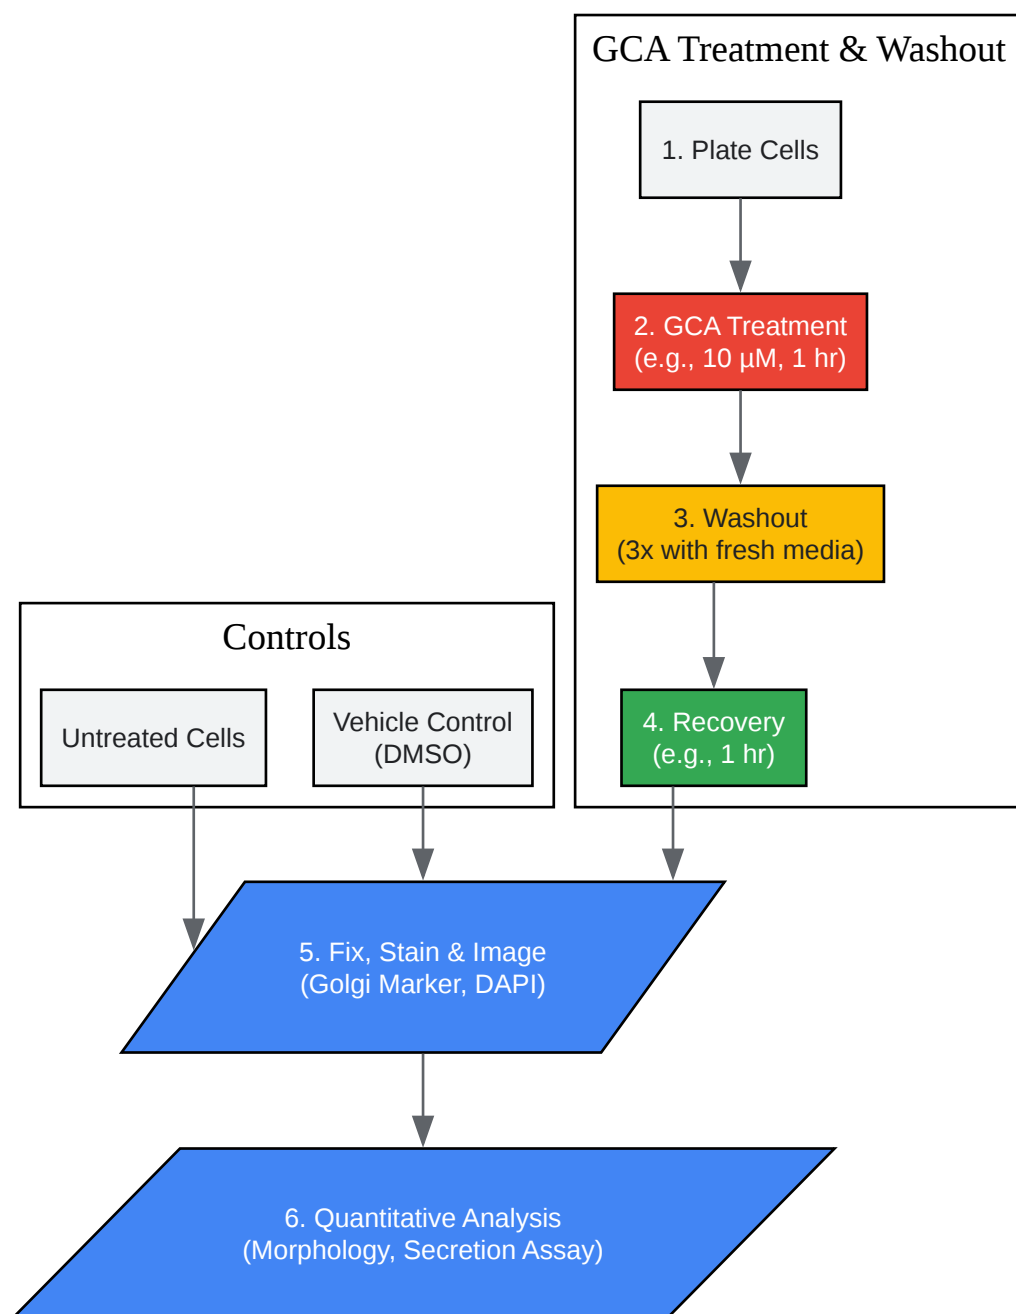 GCA Treatment & Washout
1. Plate Cells
2. GCA Treatment
(e.g., 10 µM, 1 hr)
3. Washout
(3x with fresh media)
Controls
Untreated Cells
Vehicle Control
(DMSO)
4. Recovery
(e.g., 1 hr)
5. Fix, Stain & Image
(Golgi Marker, DAPI)
6. Quantitative Analysis
(Morphology, Secretion Assay)